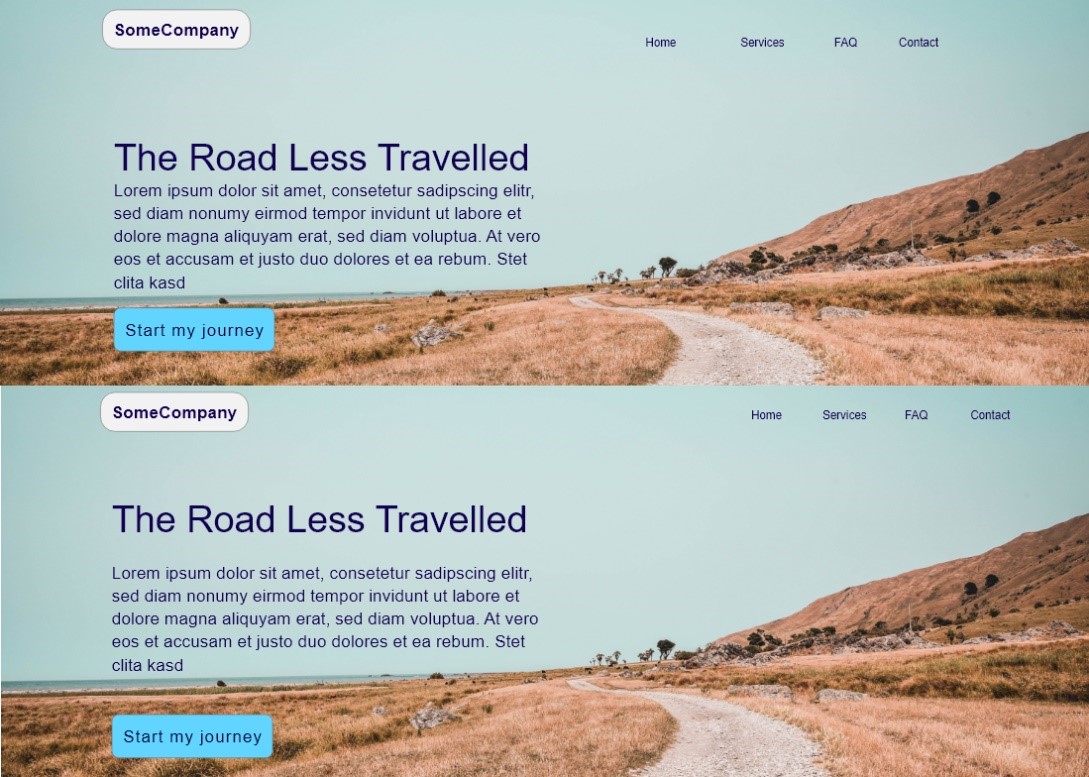 SomeCompany
Home Services FAQ Contact
The Road Less Travelled
Lorem ipsum dolor sit amet, consetetur sadipscing elitr,
sed diam nonumy eirmod tempor invidunt ut labore et
dolore magna aliquyam erat, sed diam voluptua. At vero
eos et accusam et justo duo dolores et ea rebum. Stet
clita kasd
Start my journey
SomeCompany
Home Services FAQ Contact
The Road Less Travelled
Lorem ipsum dolor sit amet, consetetur sadipscing elitr,
sed diam nonumy eirmod tempor invidunt ut labore et
dolore magna aliquyam erat, sed diam voluptua. At vero
eos et accusam et justo duo dolores et ea rebum. Stet
clita kasd
Start my journey